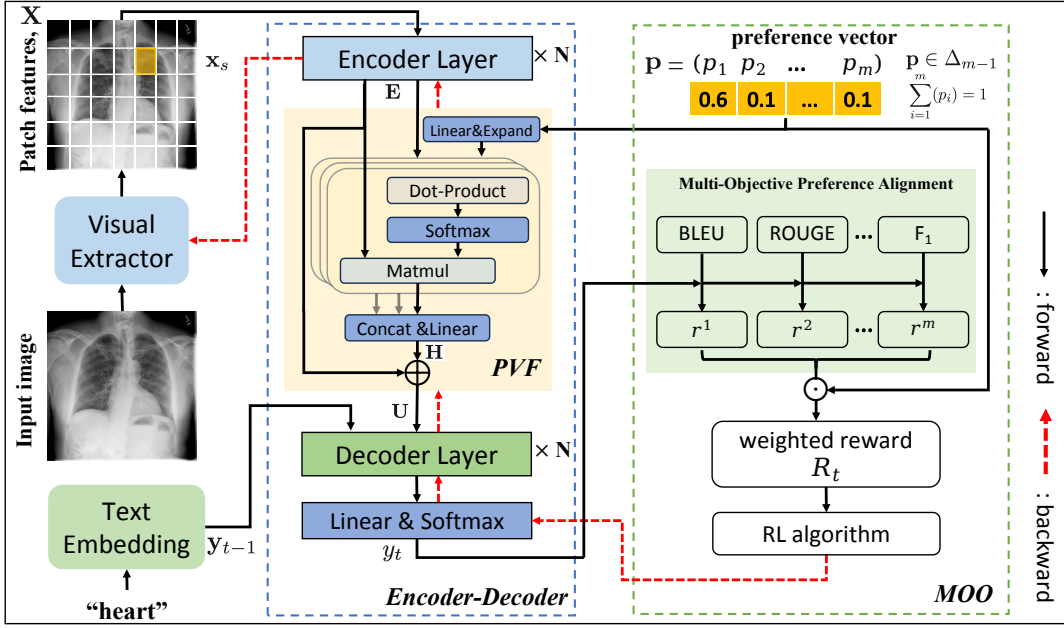 Patch features, X
x_s
Visual
Extractor
Input image
Text
Embedding
y_{t-1}
“heart”
Encoder Layer
× N
E
Linear&Expand
Dot-Product
Softmax
Matmul
Concat &Linear
H
PVF
U
Decoder Layer
× N
Linear & Softmax
y_t
Encoder-Decoder
preference vector
p = (p_1 p_2 ... p_m)
0.6 0.1 ... 0.1
p ∈ Δ_{m−1}
\sum_{i=1}^{m}(p_i) = 1
Multi-Objective Preference Alignment
BLEU ROUGE ... F_1
r^1 r^2 ... r^m
weighted reward
R_t
RL algorithm
MOO
: forward
: backward